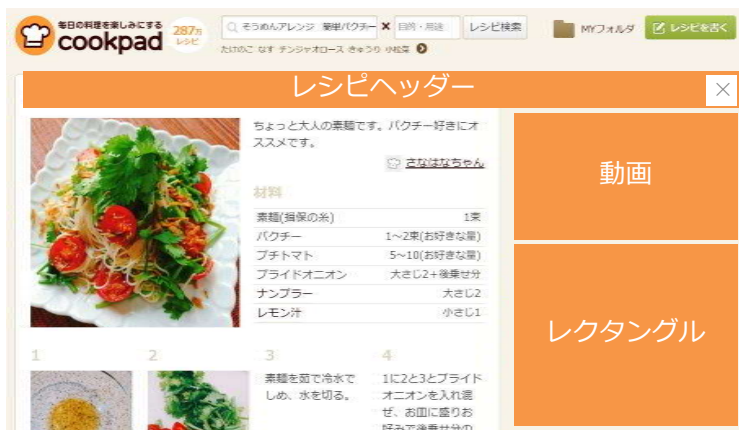 毎日の料理を楽しみにする
cookpad
287万
レシピ
そうめんアレンジ 簡単パクチー
目的・用途
レシピ検索
MYフォルダ
レシピを書く
たけのこ なす チンジャオロース きゅうり 小松菜
レシピヘッダー
ちょっと大人の素麺です。パクチー好きにオ
ススメです。
さなはなちゃん
材料
素麺(揖保の糸) 1束
パクチー 1～2束(お好きな量)
プチトマト 5～10(お好きな量)
フライドオニオン 大さじ2+後乗せ分
ナンプラー 大さじ2
レモン汁 小さじ1
動画
レクタングル
1
2
3
素麺を茹で冷水で
しめ、水を切る。
4
1に2と3とフライド
オニオンを入れ混
ぜ、お皿に盛りお
好みで後乗せ分の